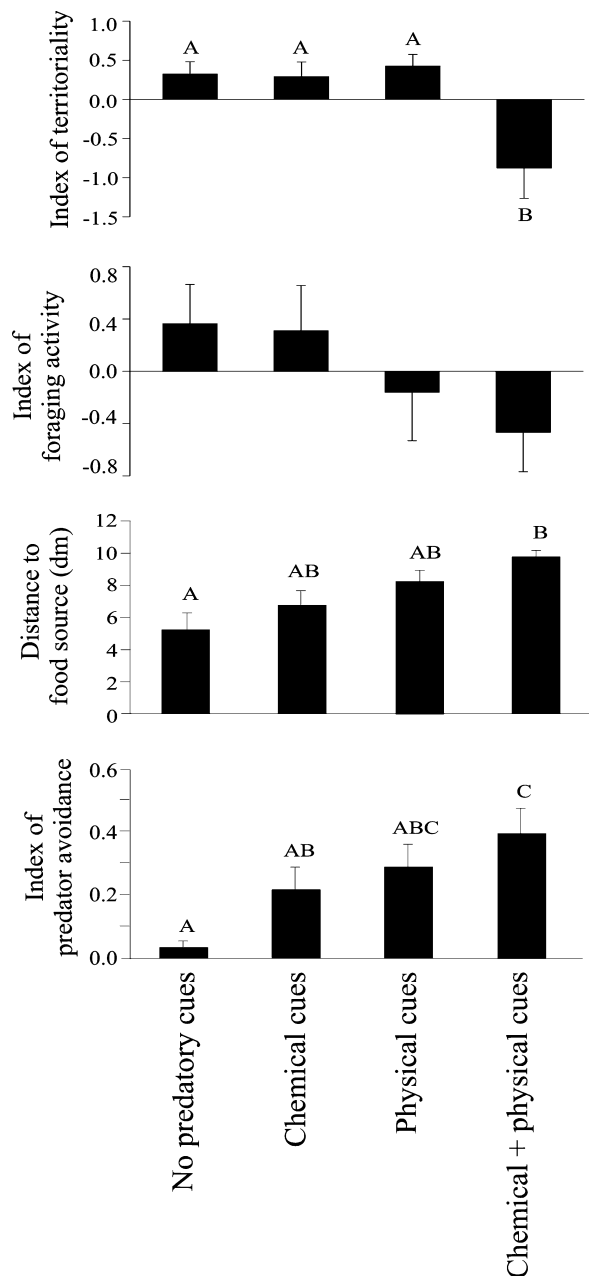 Index of territoriality
1.0
0.5
0.0
-0.5
-1.0
-1.5
A
A
A
B
Index of
foraging activity
0.8
0.4
0.0
-0.4
-0.8
Distance to
food source (dm)
12
10
8
6
4
2
0
A
AB
AB
B
Index of
predator avoidance
0.6
0.4
0.2
0.0
A
AB
ABC
C
No predatory cues
Chemical cues
Physical cues
Chemical + physical cues